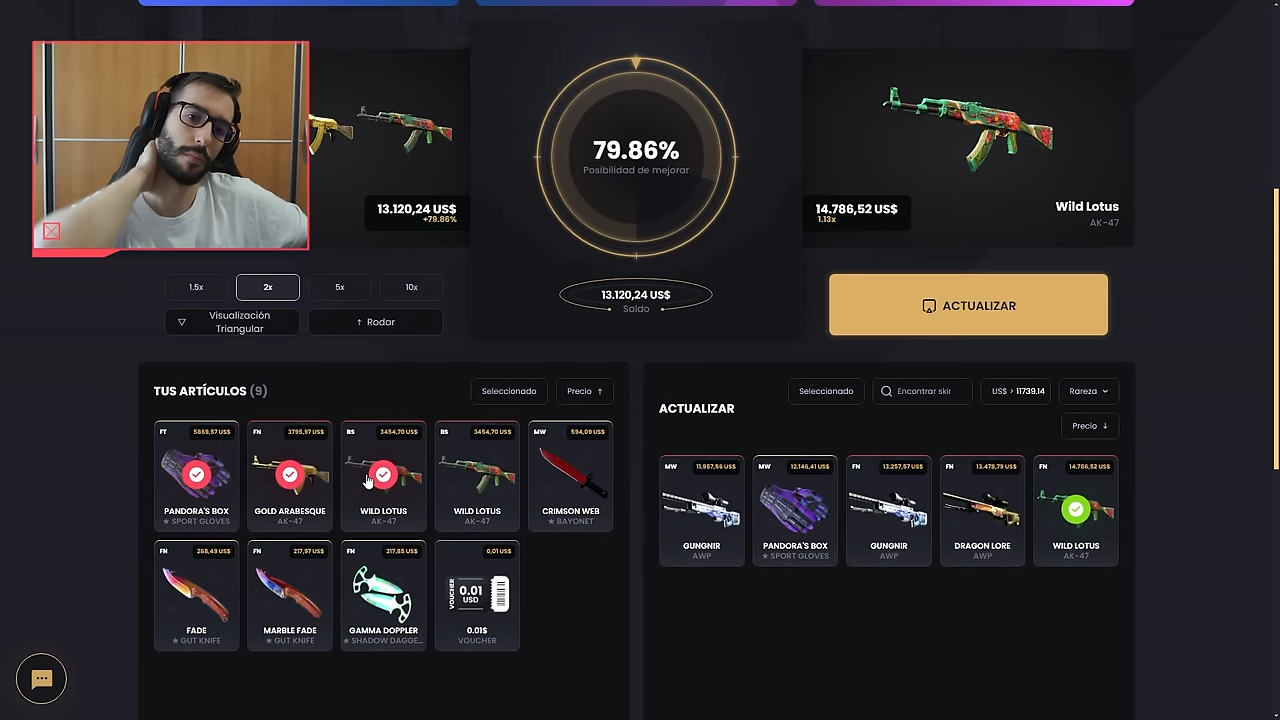 79.86%
Posibilidad de mejorar
13.120,24 US$
+79.86%
14.786,52 US$
1.13x
Wild Lotus
AK-47
1.5x
2x
5x
10x
13.120,24 US$
Saldo
Visualización
Triangular
↑ Rodar
ACTUALIZAR
TUS ARTÍCULOS (9)
Seleccionado
Precio ↑
FT
5869,57 US$
PANDORA'S BOX
★ SPORT GLOVES
FN
3795,97 US$
GOLD ARABESQUE
AK-47
BS
3454,70 US$
WILD LOTUS
AK-47
BS
3454,70 US$
WILD LOTUS
AK-47
MW
594,09 US$
CRIMSON WEB
★ BAYONET
FN
268,49 US$
FADE
★ GUT KNIFE
FN
217,97 US$
MARBLE FADE
★ GUT KNIFE
FN
217,85 US$
GAMMA DOPPLER
★ SHADOW DAGGE...
0,01 US$
VOUCHER
0.01
USD
0.01$
VOUCHER
ACTUALIZAR
Seleccionado
Encontrar skir
US$ > 11739.14
Rareza
Precio ↓
MW
11.957,56 US$
GUNGNIR
AWP
MW
12.146,41 US$
PANDORA'S BOX
★ SPORT GLOVES
FN
13.257,57 US$
GUNGNIR
AWP
FN
13.478,79 US$
DRAGON LORE
AWP
FN
14.786,52 US$
WILD LOTUS
AK-47